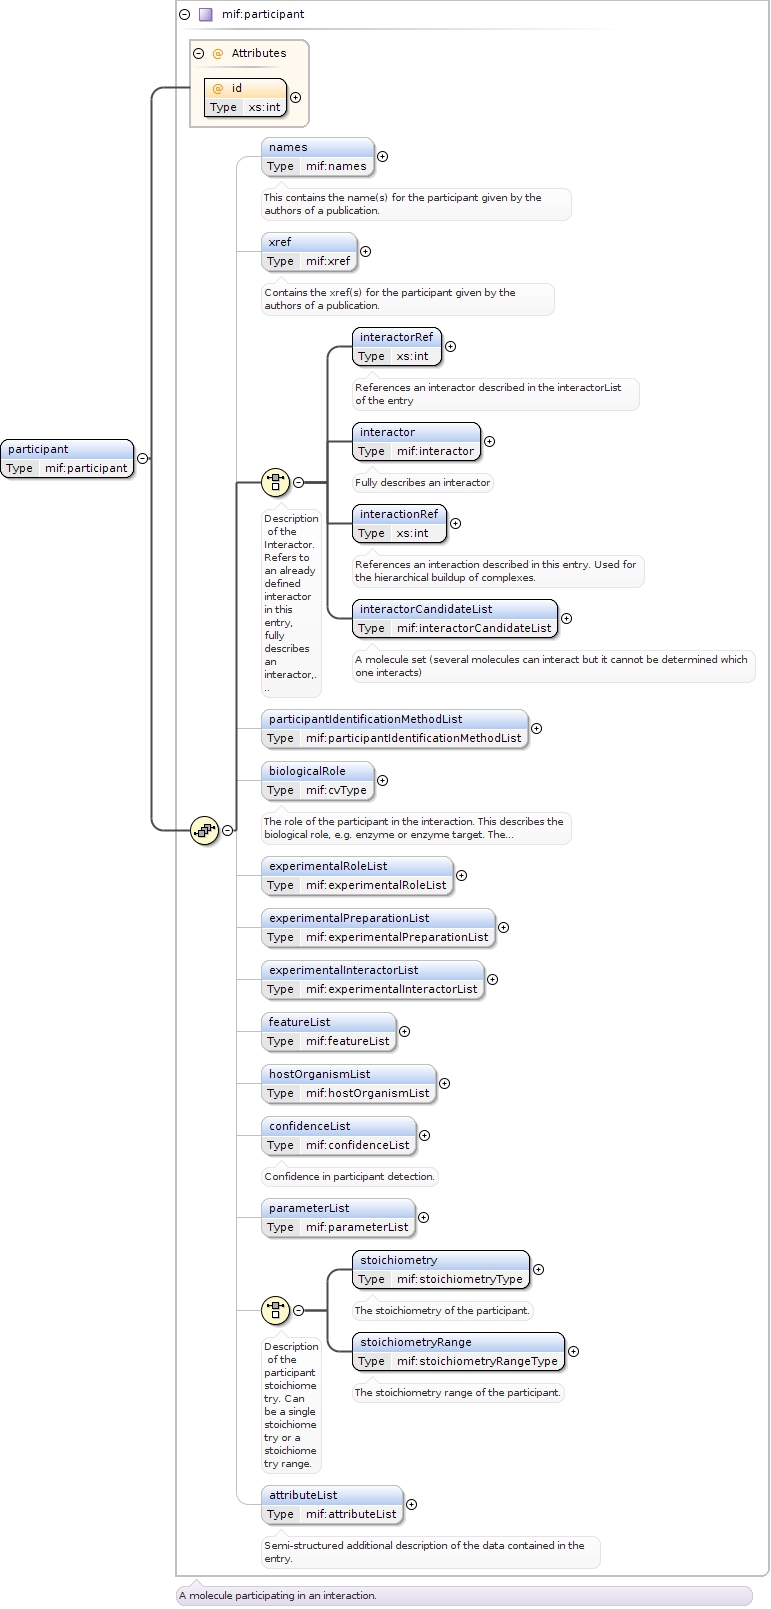 mif:participant
@ Attributes
@ id
Type xs:int
names
Type mif:names
This contains the name(s) for the participant given by the
authors of a publication.
xref
Type mif:xref
Contains the xref(s) for the participant given by the
authors of a publication.
interactorRef
Type xs:int
References an interactor described in the interactorList
of the entry
participant
Type mif:participant
interactor
Type mif:interactor
Fully describes an interactor
interactionRef
Type xs:int
References an interaction described in this entry. Used for
the hierarchical buildup of complexes.
interactorCandidateList
Type mif:interactorCandidateList
A molecule set (several molecules can interact but it cannot be determined which
one interacts)
Description
of the
Interactor.
Refers to
an already
defined
interactor
in this
entry,
fully
describes
an
interactor,.
..
participantIdentificationMethodList
Type mif:participantIdentificationMethodList
biologicalRole
Type mif:cvType
The role of the participant in the interaction. This describes the
biological role, e.g. enzyme or enzyme target. The...
experimentalRoleList
Type mif:experimentalRoleList
experimentalPreparationList
Type mif:experimentalPreparationList
experimentalInteractorList
Type mif:experimentalInteractorList
featureList
Type mif:featureList
hostOrganismList
Type mif:hostOrganismList
confidenceList
Type mif:confidenceList
Confidence in participant detection.
parameterList
Type mif:parameterList
stoichiometry
Type mif:stoichiometryType
The stoichiometry of the participant.
stoichiometryRange
Type mif:stoichiometryRangeType
The stoichiometry range of the participant.
Description
of the
participant
stoichiome
try. Can
be a single
stoichiome
try or a
stoichiome
try range.
attributeList
Type mif:attributeList
Semi-structured additional description of the data contained in the
entry.
A molecule participating in an interaction.